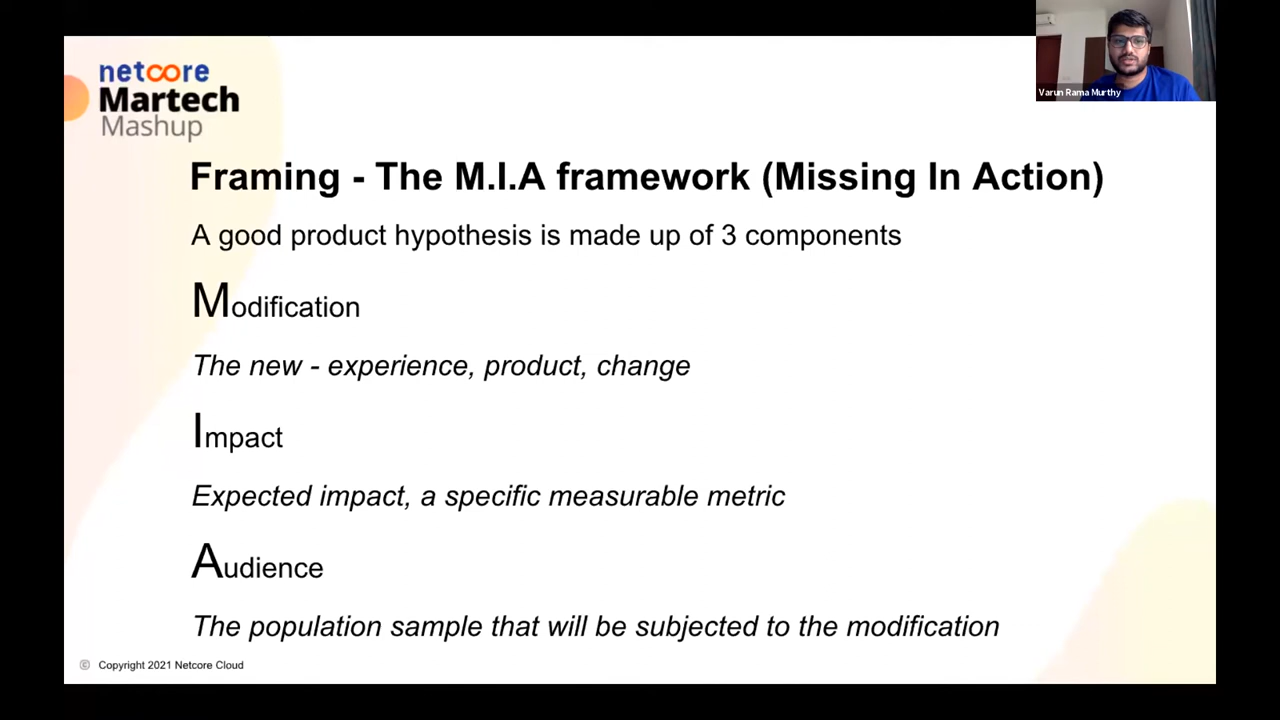 netcore
Martech
Mashup
Varun Rama Murthy
Framing - The M.I.A framework (Missing In Action)
A good product hypothesis is made up of 3 components
Modification
The new - experience, product, change
Impact
Expected impact, a specific measurable metric
Audience
The population sample that will be subjected to the modification
© Copyright 2021 Netcore Cloud